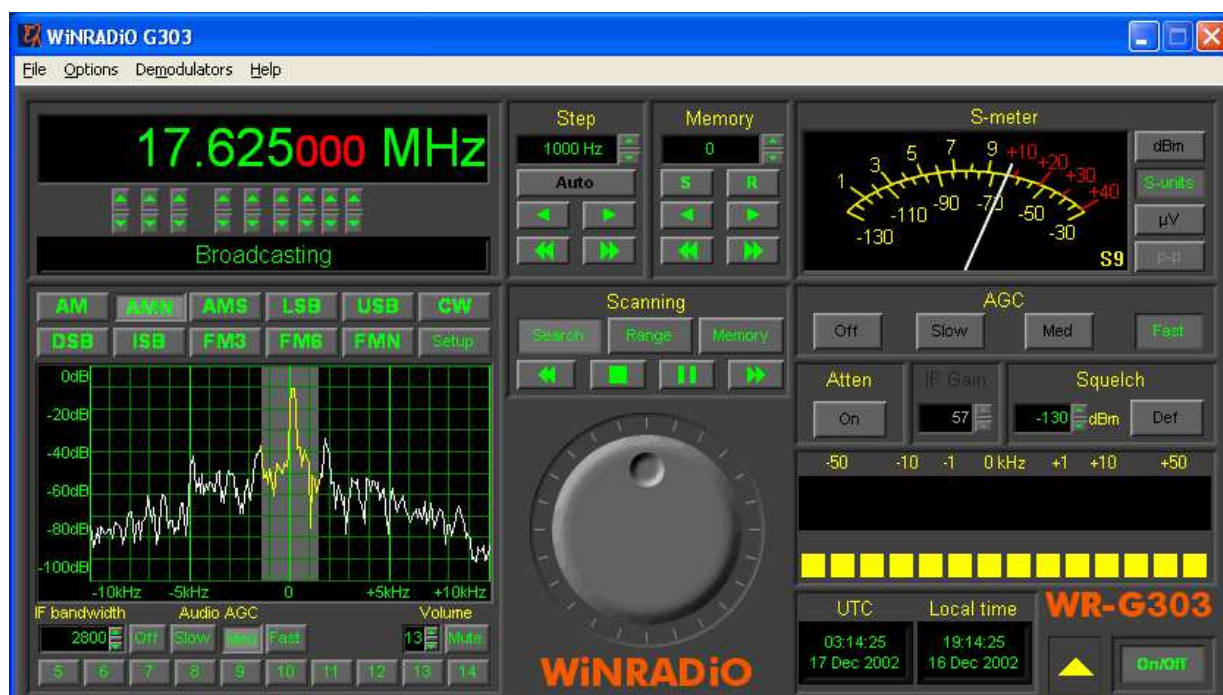 WiNRADiO G303
File Options Demodulators Help
17.625000 MHz
Broadcasting
Step
1000 Hz
Auto
Memory
0
S R
S-meter
1 3 5 7 9 +10 +20 +30 +40
-130 -110 -90 -70 -50 -30
S9
dBm
S-units
µV
p-p
AM AMN AMS LSB USB CW
DSB ISB FM3 FM6 FMN Setup
Scanning
Search Range Memory
AGC
Off Slow Med Fast
Atten
On
IF Gain
57
Squelch
-130 dBm Def
0dB
-20dB
-40dB
-60dB
-80dB
-100dB
-10kHz -5kHz 0 +5kHz +10kHz
-50 -10 -1 0 kHz +1 +10 +50
IF bandwidth Audio AGC Volume
2800 Off Slow Med Fast 13 Mute
5 6 7 8 9 10 11 12 13 14
WiNRADiO
UTC
03:14:25
17 Dec 2002
Local time
19:14:25
16 Dec 2002
WR-G303
On/Off